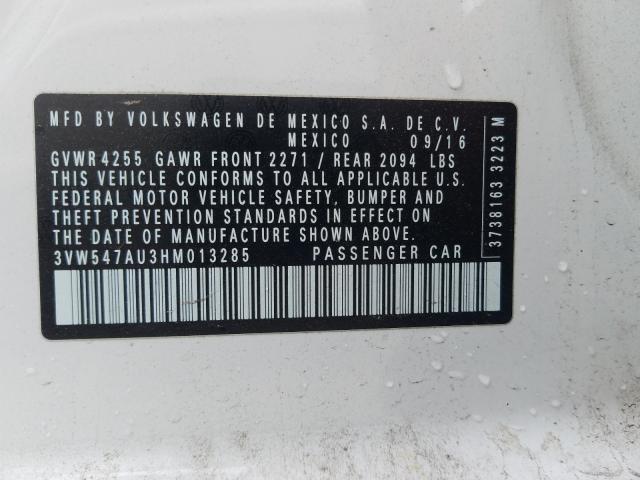 MFD BY VOLKSWAGEN DE MEXICO S.A. DE C.V.
MEXICO 09/16
GVWR 4255 GAWR FRONT 2271 / REAR 2094 LBS
THIS VEHICLE CONFORMS TO ALL APPLICABLE U.S.
FEDERAL MOTOR VEHICLE SAFETY, BUMPER AND
THEFT PREVENTION STANDARDS IN EFFECT ON
THE DATE OF MANUFACTURE SHOWN ABOVE.
3VW547AU3HM013285 PASSENGER CAR
3738163 3223M